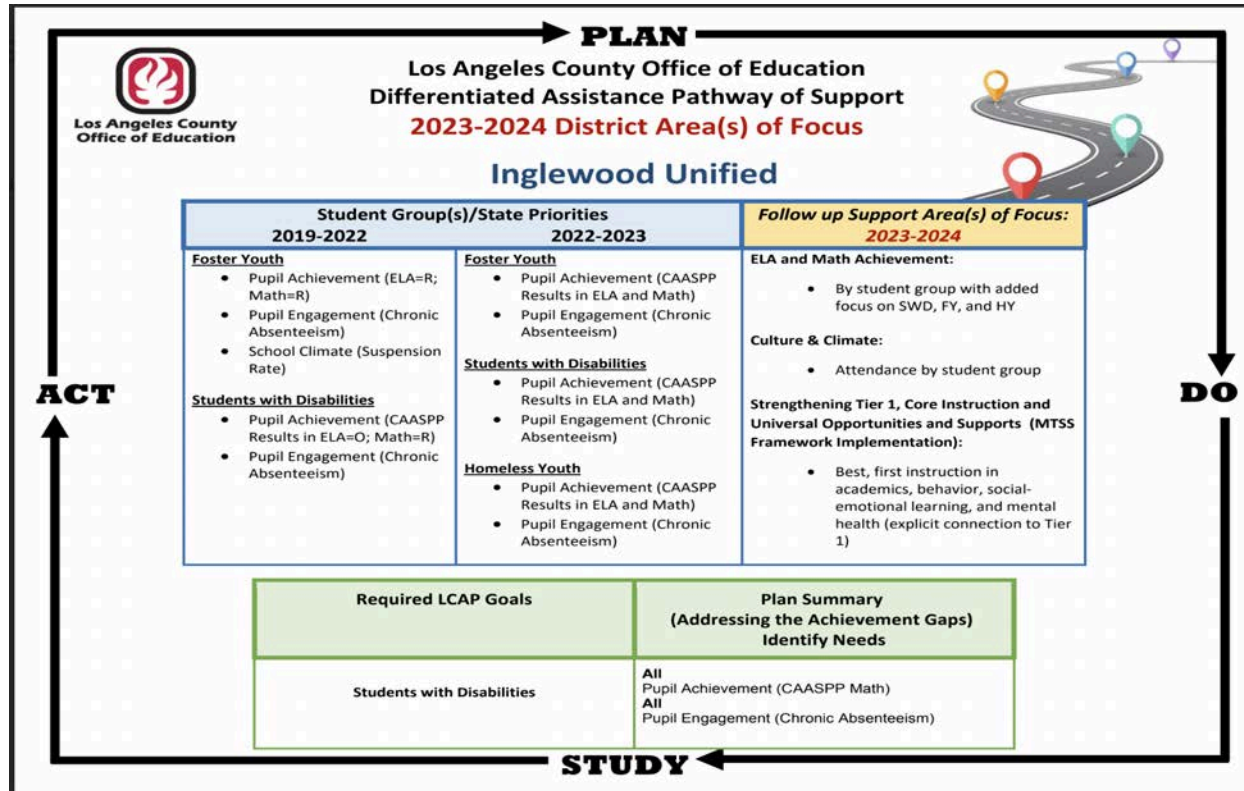 PLAN
Los Angeles County
Office of Education
Los Angeles County Office of Education
Differentiated Assistance Pathway of Support
2023-2024 District Area(s) of Focus
Inglewood Unified
Student Group(s)/State Priorities
2019-2022
2022-2023
Follow up Support Area(s) of Focus:
2023-2024
Foster Youth
• Pupil Achievement (ELA=R;
Math=R)
• Pupil Engagement (Chronic
Absenteeism)
• School Climate (Suspension
Rate)
Students with Disabilities
• Pupil Achievement (CAASPP
Results in ELA=O; Math=R)
• Pupil Engagement (Chronic
Absenteeism)
Foster Youth
• Pupil Achievement (CAASPP
Results in ELA and Math)
• Pupil Engagement (Chronic
Absenteeism)
Students with Disabilities
• Pupil Achievement (CAASPP
Results in ELA and Math)
• Pupil Engagement (Chronic
Absenteeism)
Homeless Youth
• Pupil Achievement (CAASPP
Results in ELA and Math)
• Pupil Engagement (Chronic
Absenteeism)
ELA and Math Achievement:
• By student group with added
focus on SWD, FY, and HY
Culture & Climate:
• Attendance by student group
Strengthening Tier 1, Core Instruction and
Universal Opportunities and Supports (MTSS
Framework Implementation):
• Best, first instruction in
academics, behavior, social-
emotional learning, and mental
health (explicit connection to Tier
1)
ACT
DO
Required LCAP Goals
Plan Summary
(Addressing the Achievement Gaps)
Identify Needs
Students with Disabilities
All
Pupil Achievement (CAASPP Math)
All
Pupil Engagement (Chronic Absenteeism)
STUDY